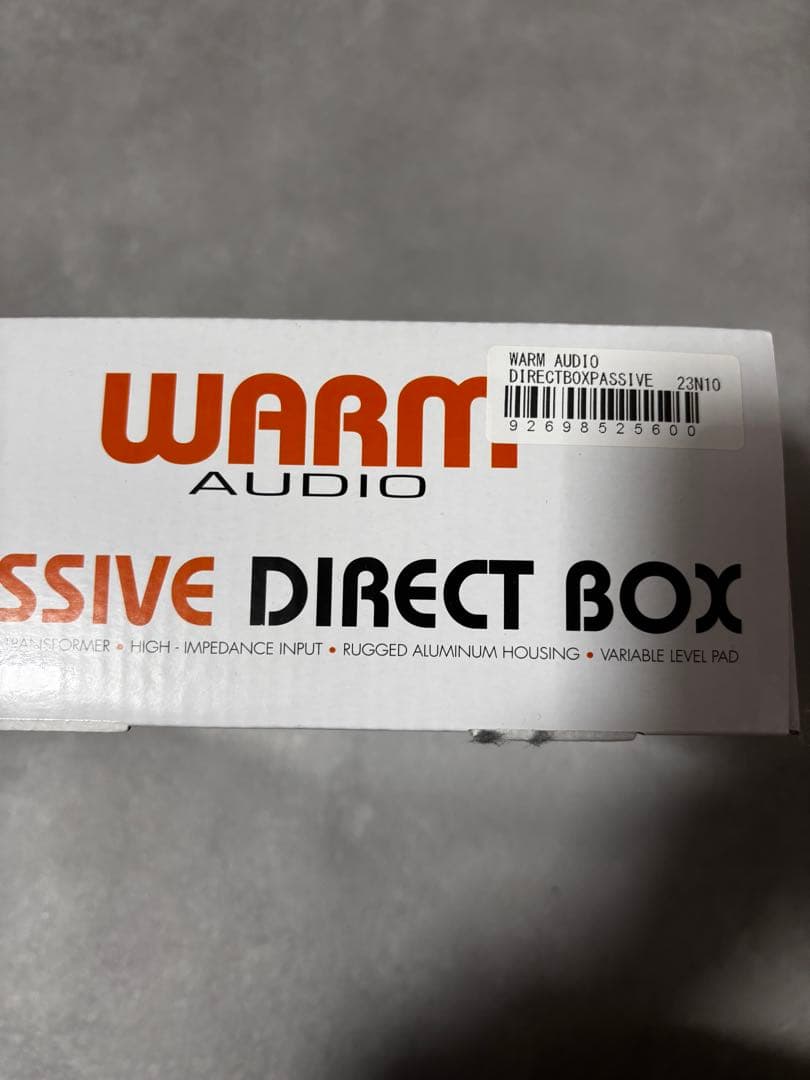 WARM AUDIO
DIRECTBOXPASSIVE 23N10
92698525600
WARM
AUDIO
SSIVE DIRECT BOX
TRANSFORMER • HIGH - IMPEDANCE INPUT • RUGGED ALUMINUM HOUSING • VARIABLE LEVEL PAD